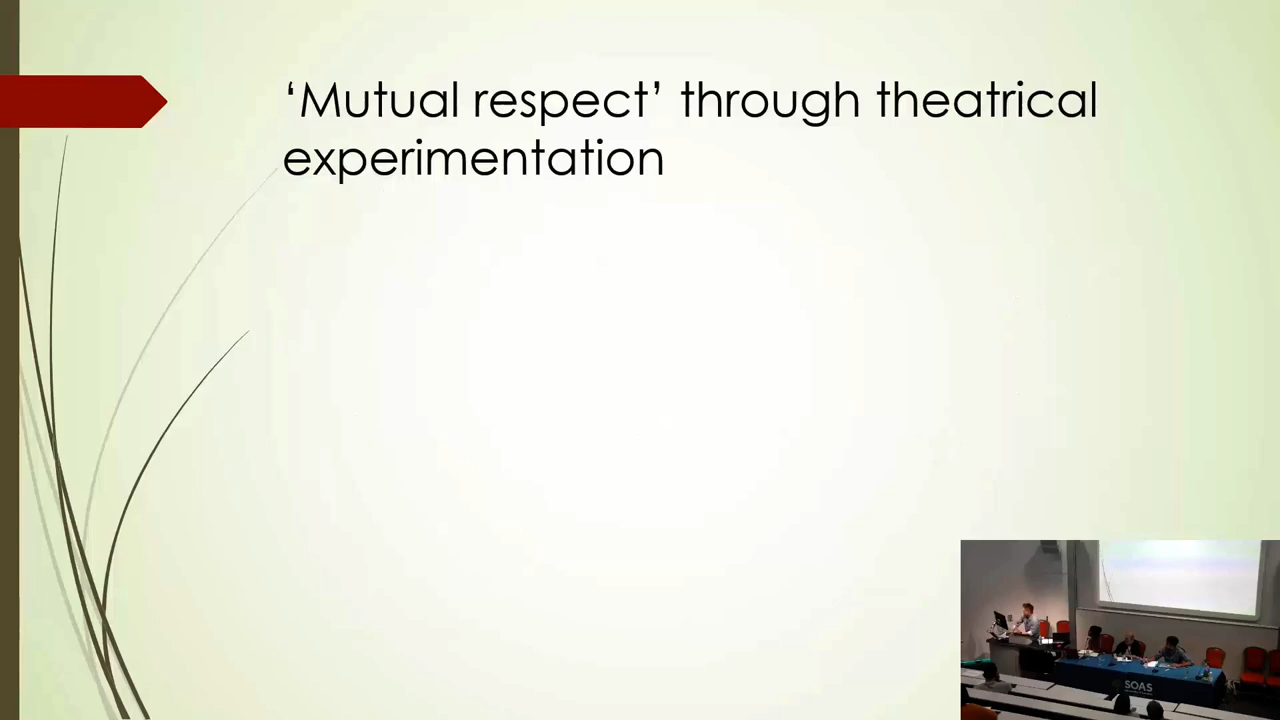 ‘Mutual respect’ through theatrical
experimentation
SOAS